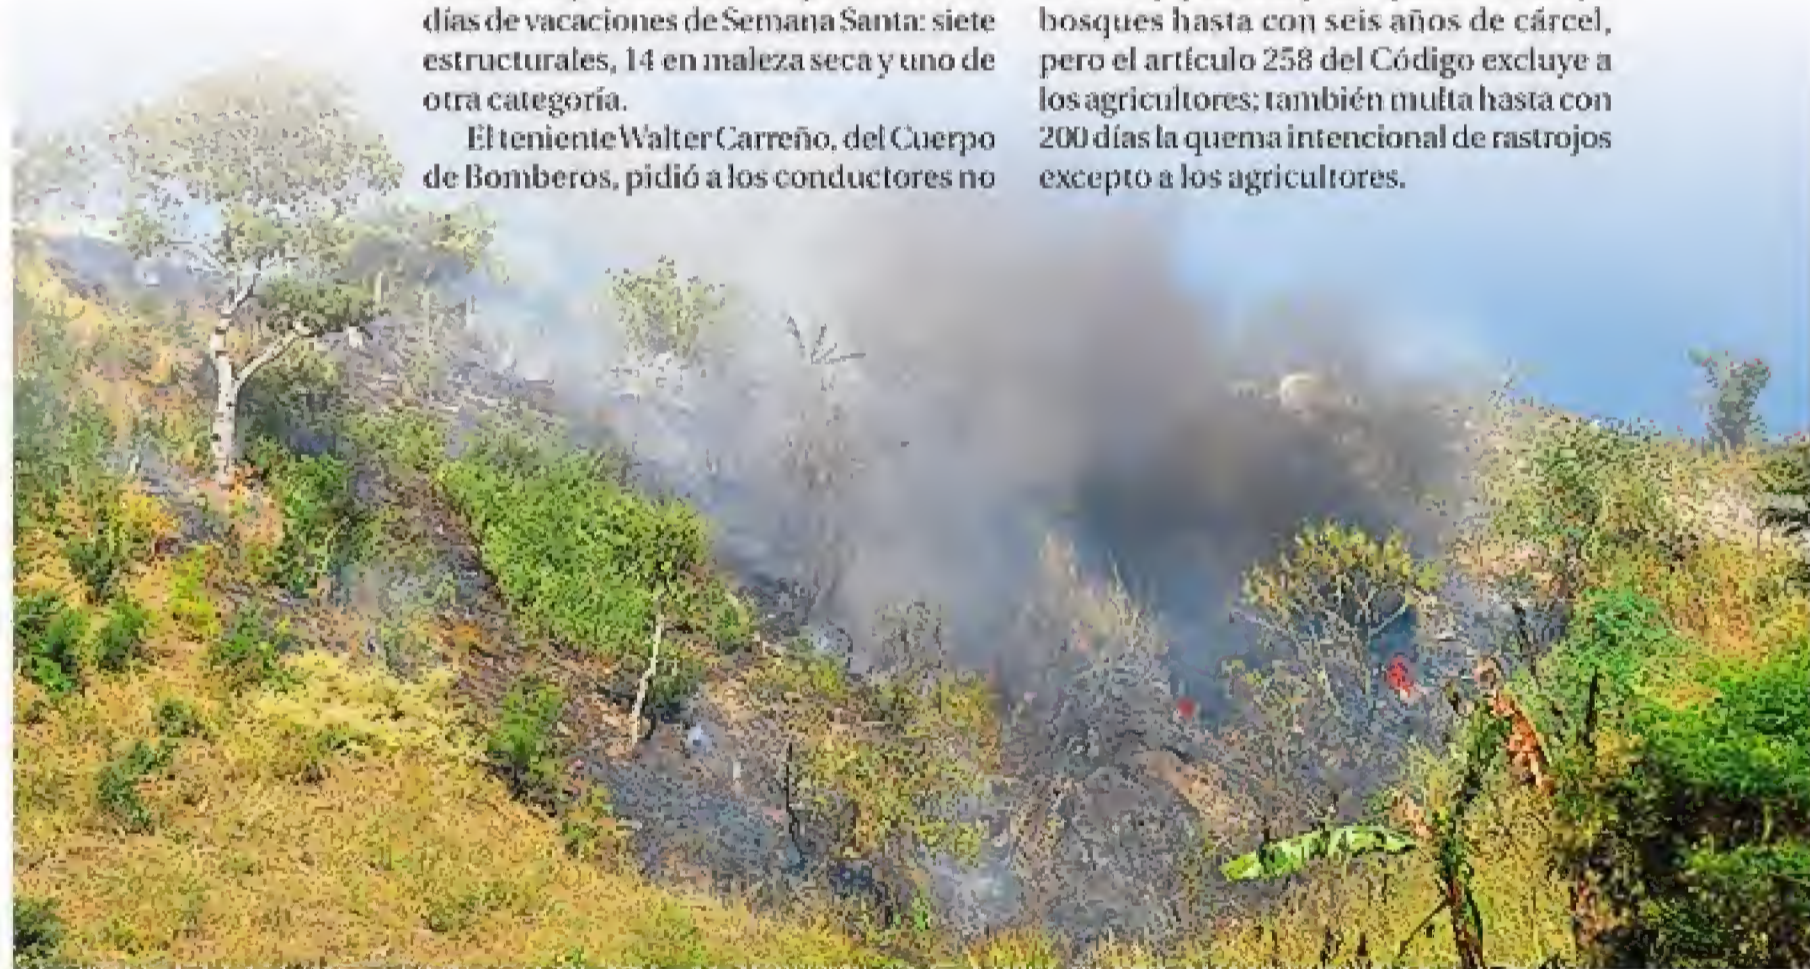 días de vacaciones de Semana Santa: siete
estructurales, 14 en maleza seca y uno de
otra categoría.
El teniente Walter Carreño, del Cuerpo
de Bomberos, pidió a los conductores no
bosques hasta con seis años de cárcel,
pero el artículo 258 del Código excluye a
los agricultores; también multa hasta con
200 días la quema intencional de rastrojos
excepto a los agricultores.